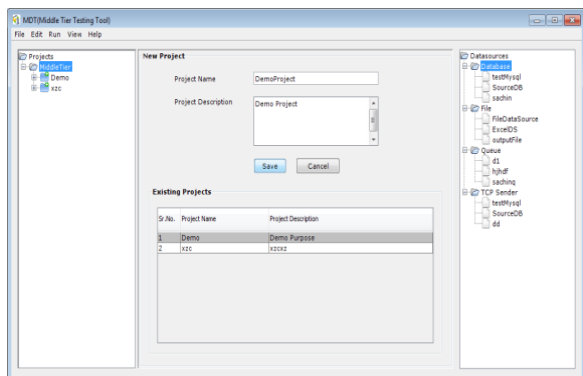 MDT(Middle Tier Testing Tool)
File Edit Run View Help
Projects
MiddleTier
Demo
xzc
New Project
Project Name
DemoProject
Project Description
Demo Project
Save
Cancel
Existing Projects
Sr.No. Project Name Project Description
1 Demo Demo Purpose
2 xzc xzcxz
Datasources
Database
testMysql
SourceDB
sachin
File
FileDataSource
ExcelDS
outputFile
Queue
d1
hjhdf
sachinq
TCP Sender
testMysql
SourceDB
dd